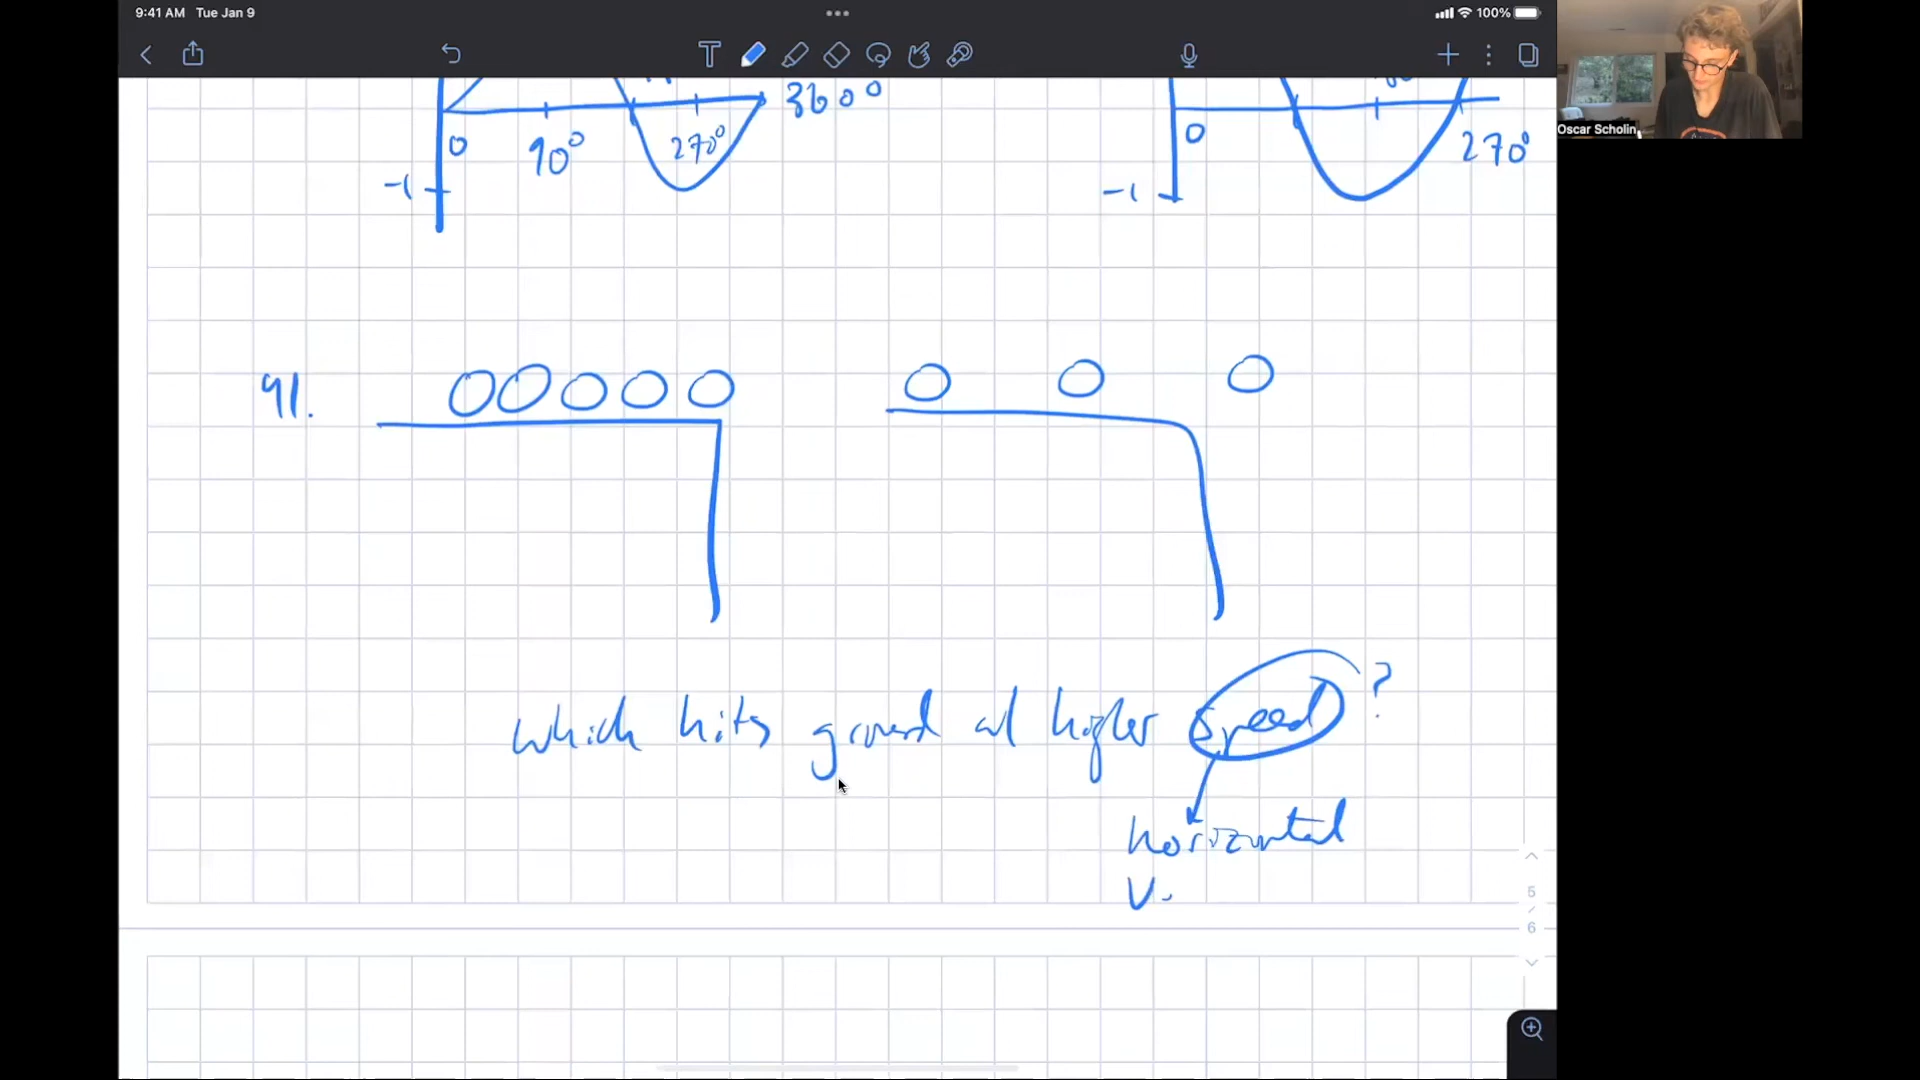 9:41 AM Tue Jan 9
100%
Oscar Scholin
T
360°
0
90°
270°
-1
0
270°
-1
41.
which hits ground at higher speed?
horizontal
v.
5
6